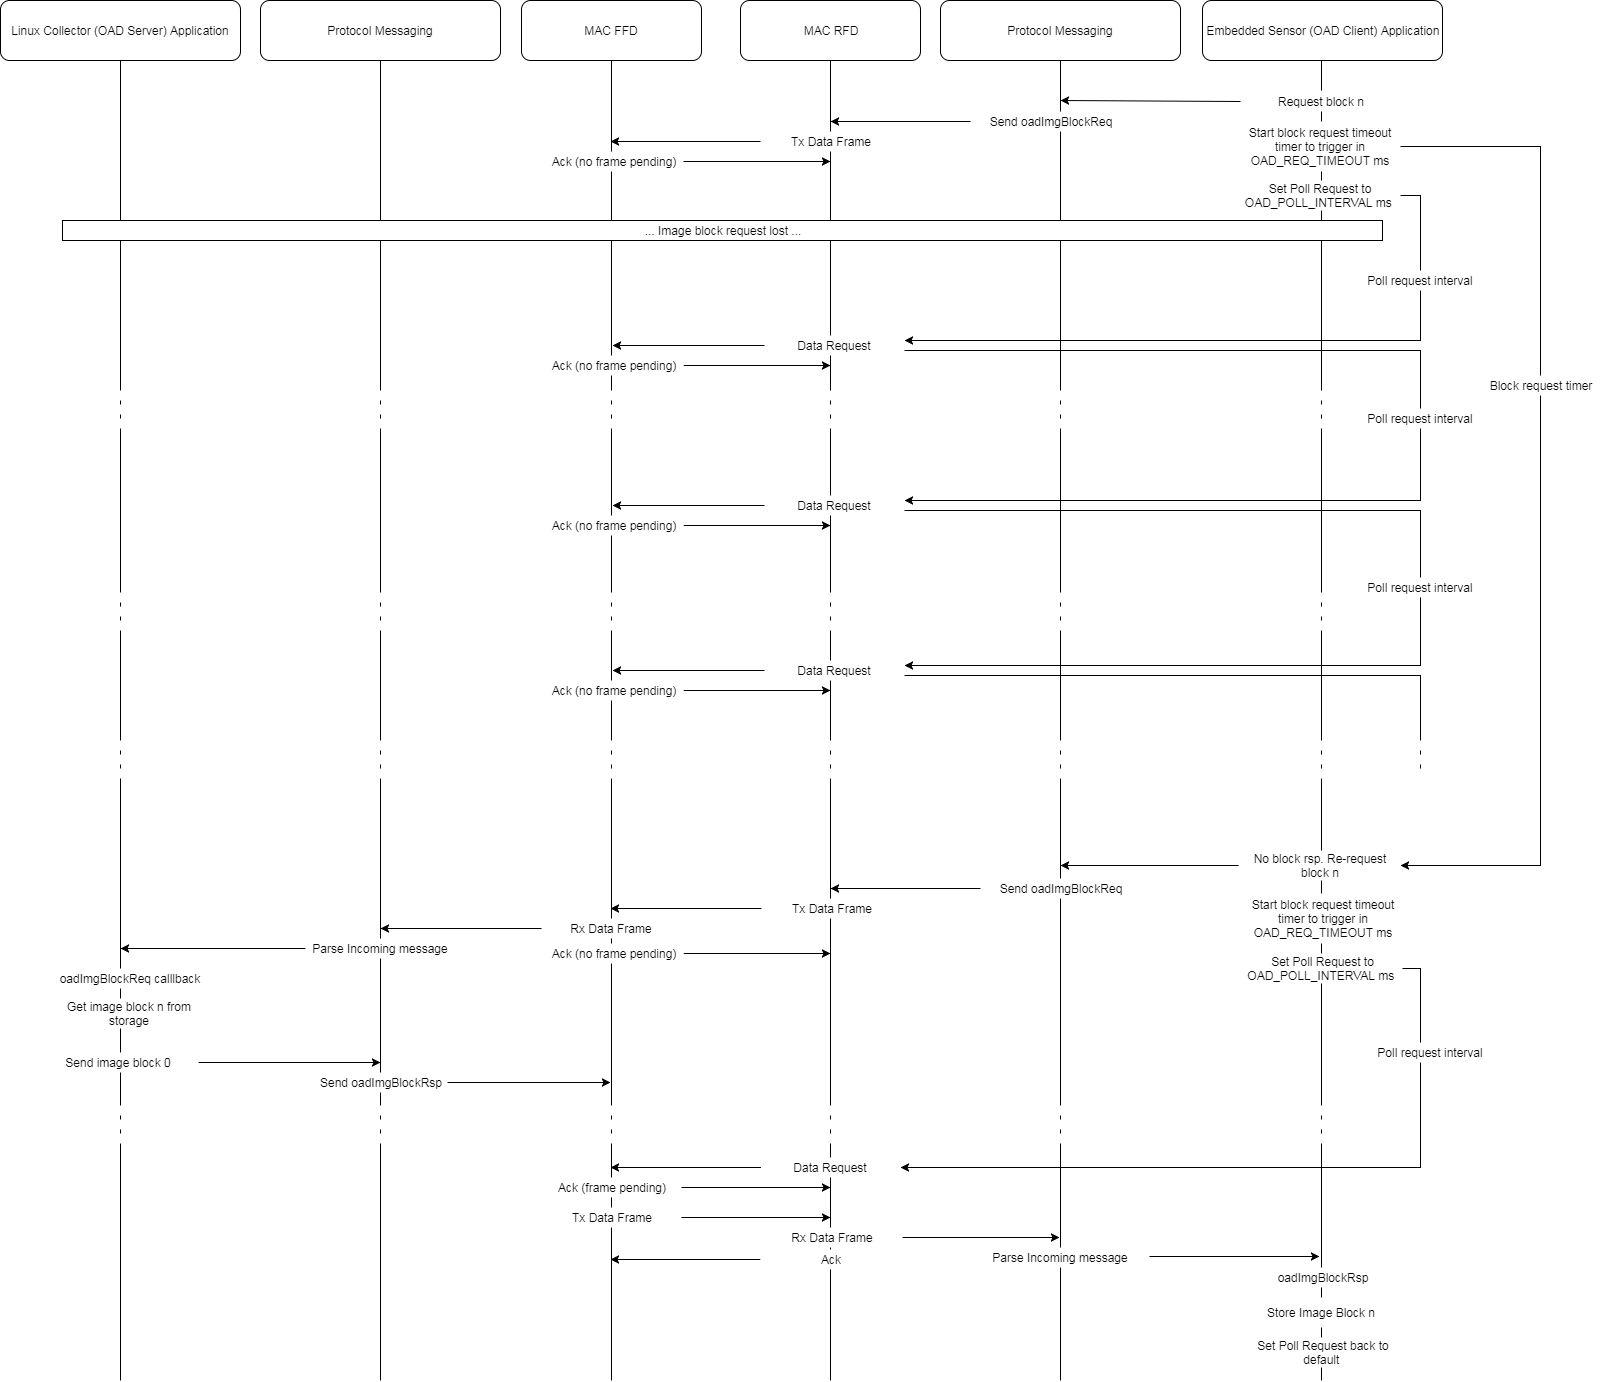 Linux Collector (OAD Server) Application
Protocol Messaging
MAC FFD
MAC RFD
Protocol Messaging
Embedded Sensor (OAD Client) Application
Request block n
Send oadImgBlockReq
Start block request timeout
timer to trigger in
OAD_REQ_TIMEOUT ms
Tx Data Frame
Ack (no frame pending)
Set Poll Request to
OAD_POLL_INTERVAL ms
... Image block request lost ...
Poll request interval
Data Request
Ack (no frame pending)
Block request timer
Poll request interval
Data Request
Ack (no frame pending)
Poll request interval
Data Request
Ack (no frame pending)
No block rsp. Re-request
block n
Send oadImgBlockReq
Tx Data Frame
Start block request timeout
timer to trigger in
OAD_REQ_TIMEOUT ms
Rx Data Frame
Parse Incoming message
Ack (no frame pending)
Set Poll Request to
OAD_POLL_INTERVAL ms
oadImgBlockReq calllback
Get image block n from
storage
Poll request interval
Send image block 0
Send oadImgBlockRsp
Data Request
Ack (frame pending)
Tx Data Frame
Rx Data Frame
Parse Incoming message
Ack
oadImgBlockRsp
Store Image Block n
Set Poll Request back to
default